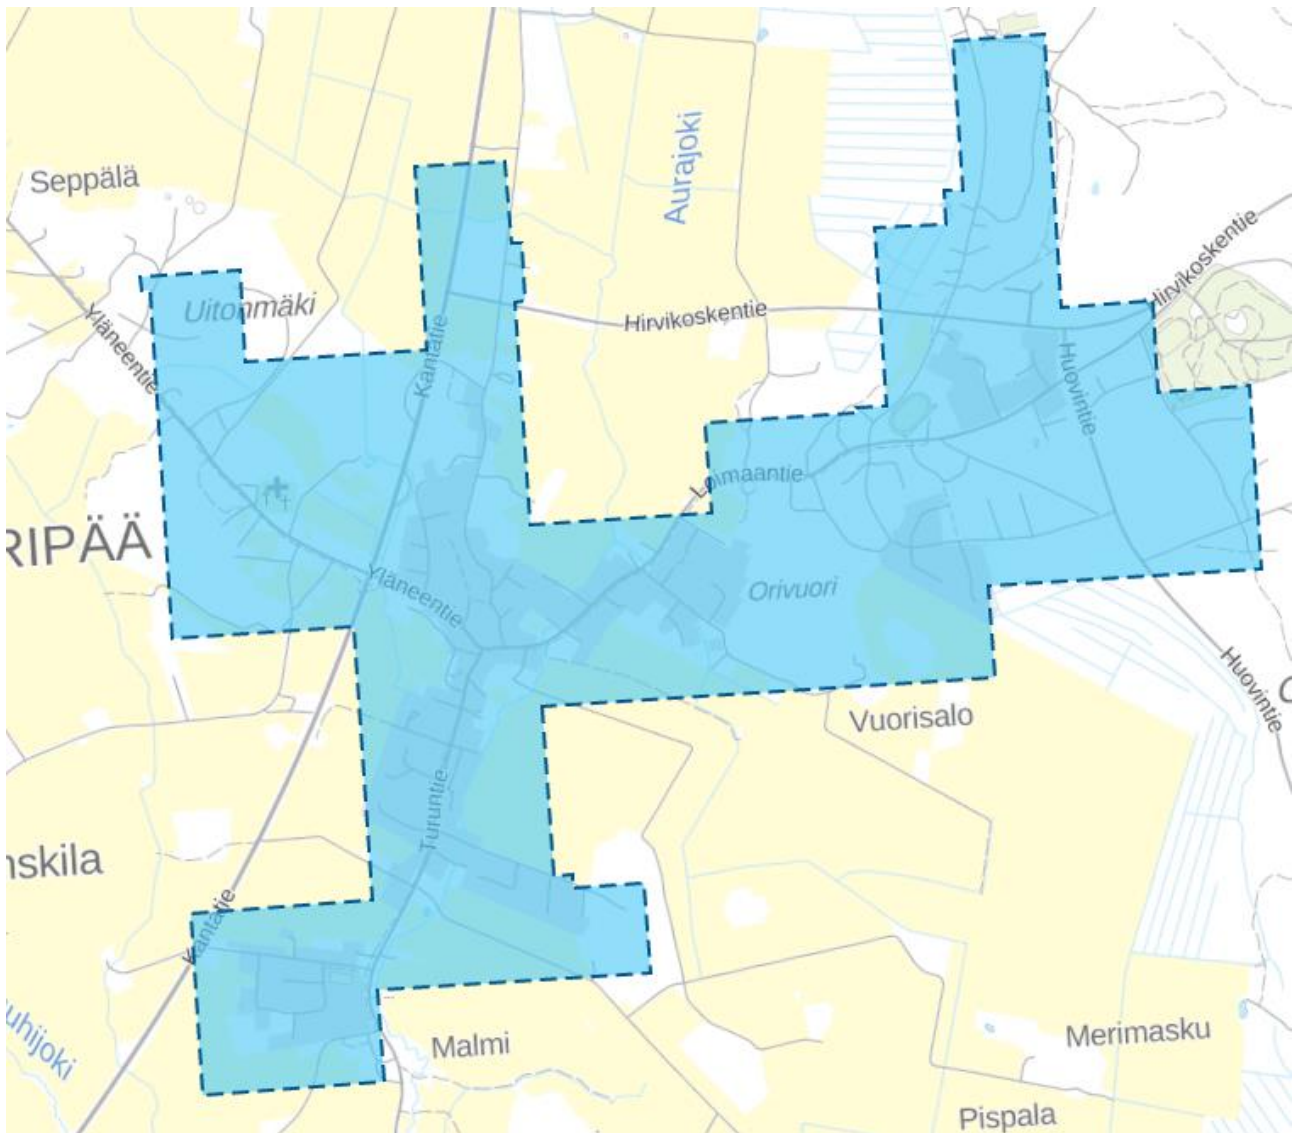 Seppälä
Aurajoki
Hirvikoskentie
Uitonmäki
Hirvikoskentie
Yläneentie
Kantatie
Huovintie
Loimaantie
RIPÄÄ
Yläneentie
Orivuori
Huovintie
Vuorisalo
Turuntie
nskila
Kantatie
uhijoki
Malmi
Merimasku
Pispala